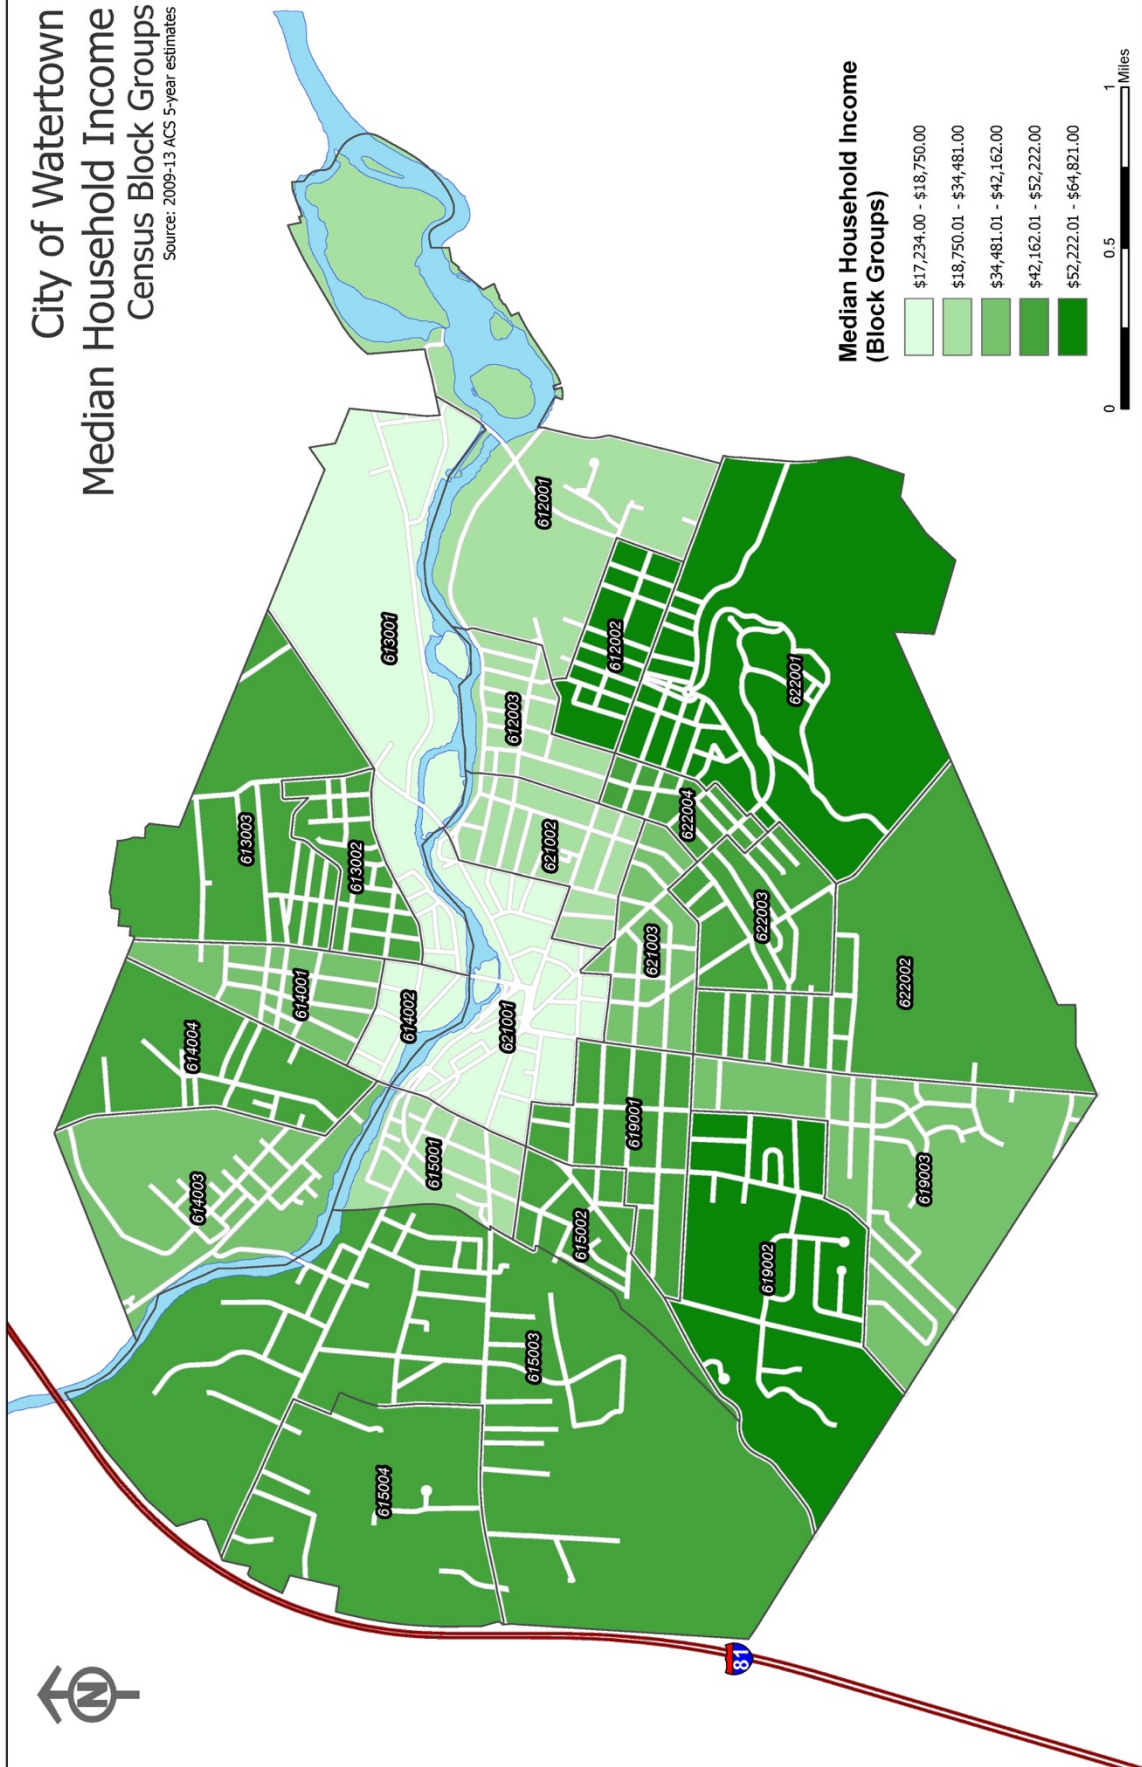 City of Watertown
Median Household Income
Census Block Groups
Source: 2009-13 ACS 5-year estimates
N
613003
613002
613001
614004
614001
614002
614003
615001
621001
621002
612003
612001
612002
622001
622004
622003
621003
622002
619001
615002
615003
615004
619002
619003
81
Median Household Income
(Block Groups)
$17,234.00 - $18,750.00
$18,750.01 - $34,481.00
$34,481.01 - $42,162.00
$42,162.01 - $52,222.00
$52,222.01 - $64,821.00
0 0.5 1
Miles